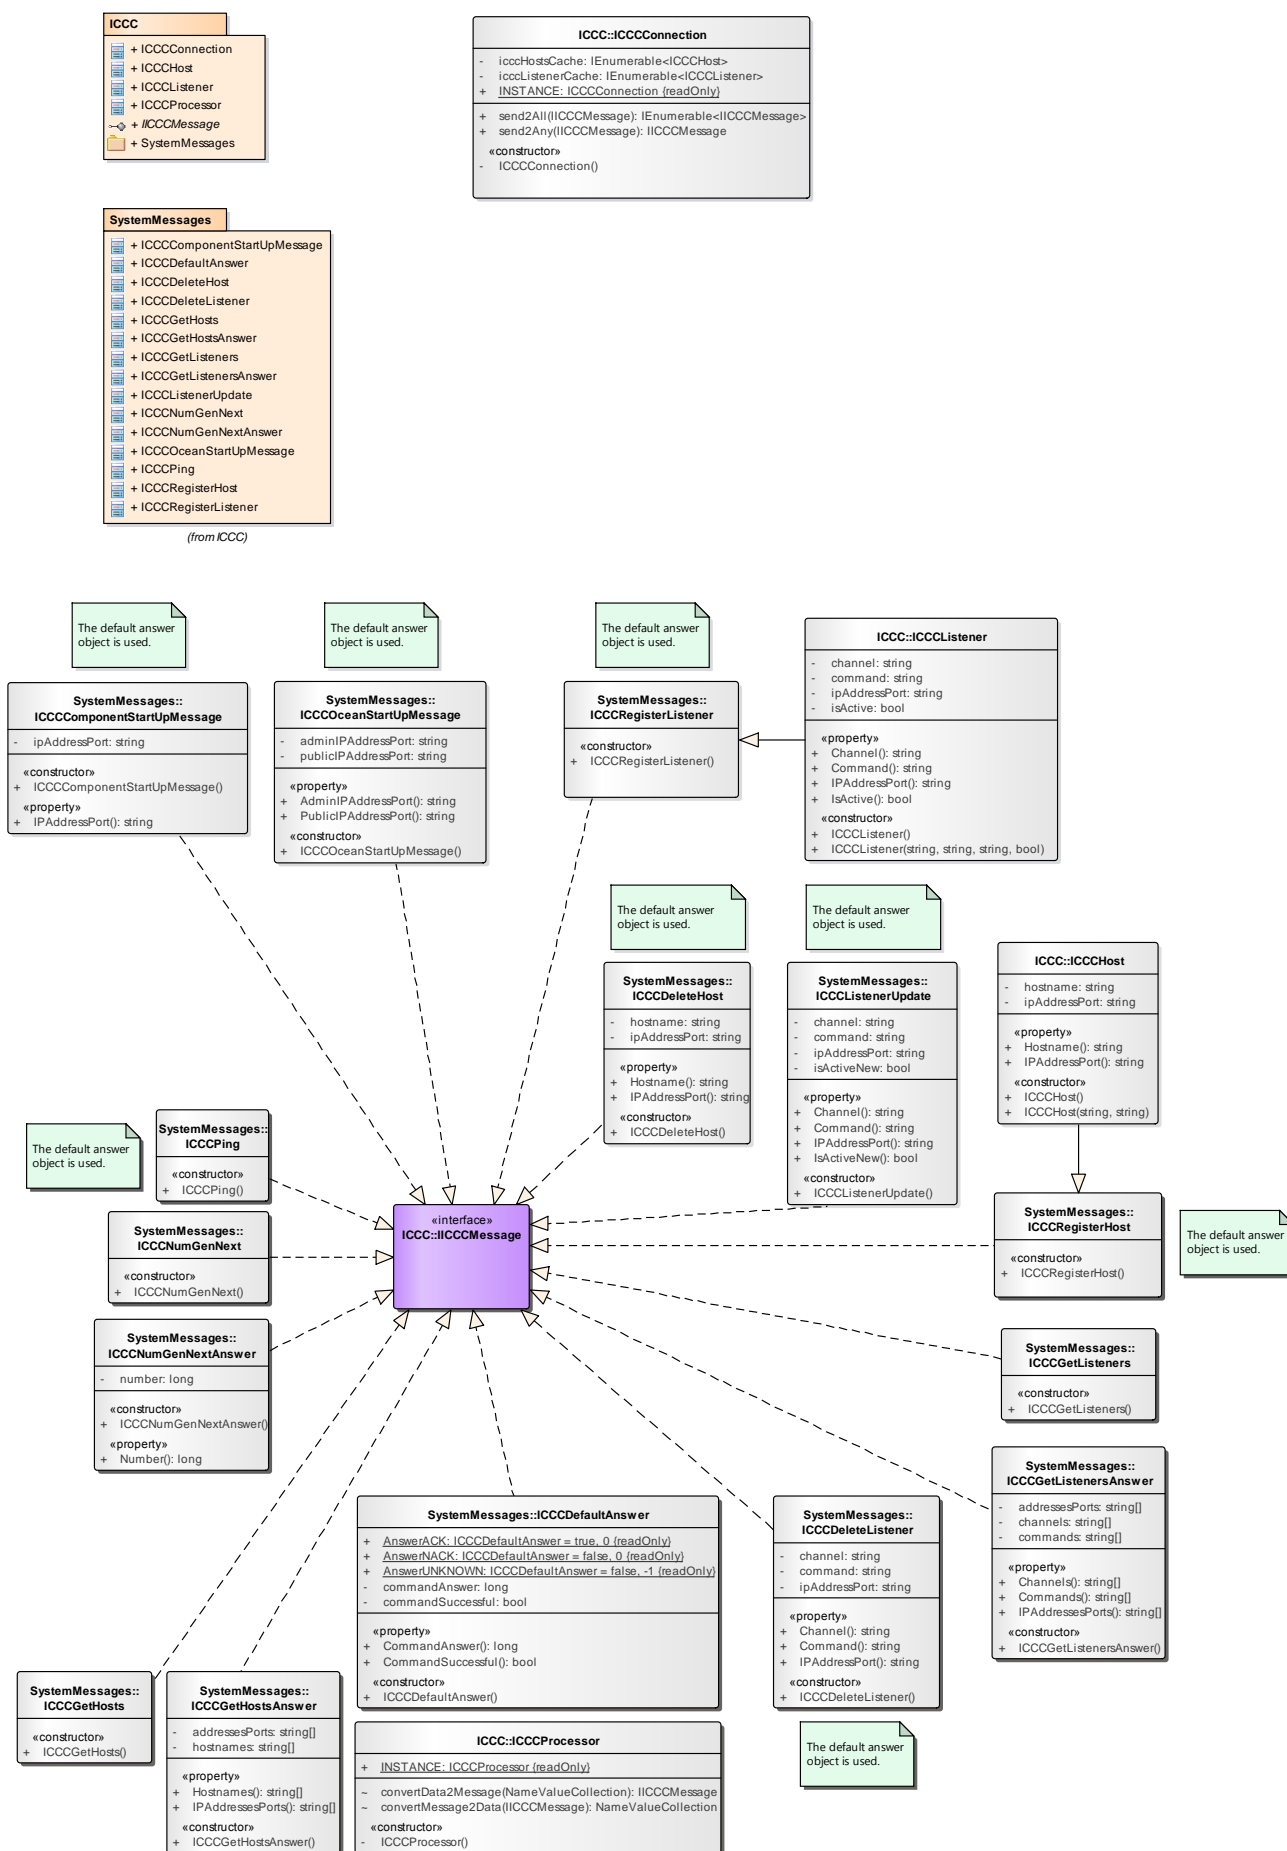 ICCC
+ ICCCConnection
+ ICCCHost
+ ICCCListener
+ ICCCProcessor
+ IICCCMessage
+ SystemMessages
ICCC::ICCCConnection
- icccHostsCache: IEnumerable<ICCCHost>
- icccListenerCache: IEnumerable<ICCCListener>
+ INSTANCE: ICCCConnection {readOnly}
+ send2All(IICCCMessage): IEnumerable<IICCCMessage>
+ send2Any(IICCCMessage): IICCCMessage
«constructor»
- ICCCConnection()
SystemMessages
+ ICCCComponentStartUpMessage
+ ICCCDefaultAnswer
+ ICCCDeleteHost
+ ICCCDeleteListener
+ ICCCGetHosts
+ ICCCGetHostsAnswer
+ ICCCGetListeners
+ ICCCGetListenersAnswer
+ ICCCListenerUpdate
+ ICCCNumGenNext
+ ICCCNumGenNextAnswer
+ ICCCOceanStartUpMessage
+ ICCCPing
+ ICCCRegisterHost
+ ICCCRegisterListener
(from ICCC)
The default answer
object is used.
The default answer
object is used.
The default answer
object is used.
SystemMessages::
ICCCComponentStartUpMessage
- ipAddressPort: string
«constructor»
+ ICCCComponentStartUpMessage()
«property»
+ IPAddressPort(): string
SystemMessages::
ICCCOceanStartUpMessage
- adminIPAddressPort: string
- publicIPAddressPort: string
«property»
+ AdminIPAddressPort(): string
+ PublicIPAddressPort(): string
«constructor»
+ ICCCOceanStartUpMessage()
SystemMessages::
ICCCRegisterListener
«constructor»
+ ICCCRegisterListener()
ICCC::ICCCListener
- channel: string
- command: string
- ipAddressPort: string
- isActive: bool
«property»
+ Channel(): string
+ Command(): string
+ IPAddressPort(): string
+ IsActive(): bool
«constructor»
+ ICCCListener()
+ ICCCListener(string, string, string, bool)
The default answer
object is used.
The default answer
object is used.
SystemMessages::
ICCCDeleteHost
- hostname: string
- ipAddressPort: string
«property»
+ Hostname(): string
+ IPAddressPort(): string
«constructor»
+ ICCCDeleteHost()
SystemMessages::
ICCCListenerUpdate
- channel: string
- command: string
- ipAddressPort: string
- isActiveNew: bool
«property»
+ Channel(): string
+ Command(): string
+ IPAddressPort(): string
+ IsActiveNew(): bool
«constructor»
+ ICCCListenerUpdate()
ICCC::ICCCHost
- hostname: string
- ipAddressPort: string
«property»
+ Hostname(): string
+ IPAddressPort(): string
«constructor»
+ ICCCHost()
+ ICCCHost(string, string)
The default answer
object is used.
SystemMessages::
ICCCPing
«constructor»
+ ICCCPing()
«interface»
ICCC::IICCCMessage
SystemMessages::
ICCCRegisterHost
«constructor»
+ ICCCRegisterHost()
The default answer
object is used.
SystemMessages::
ICCCNumGenNext
«constructor»
+ ICCCNumGenNext()
SystemMessages::
ICCCNumGenNextAnswer
- number: long
«constructor»
+ ICCCNumGenNextAnswer()
«property»
+ Number(): long
SystemMessages::
ICCCGetListeners
«constructor»
+ ICCCGetListeners()
SystemMessages::
ICCCGetListenersAnswer
- addressesPorts: string[]
- channels: string[]
- commands: string[]
«property»
+ Channels(): string[]
+ Commands(): string[]
+ IPAddressesPorts(): string[]
«constructor»
+ ICCCGetListenersAnswer()
SystemMessages::ICCCDefaultAnswer
+ AnswerACK: ICCCDefaultAnswer = true, 0 {readOnly}
+ AnswerNACK: ICCCDefaultAnswer = false, 0 {readOnly}
+ AnswerUNKNOWN: ICCCDefaultAnswer = false, -1 {readOnly}
- commandAnswer: long
- commandSuccessful: bool
«property»
+ CommandAnswer(): long
+ CommandSuccessful(): bool
«constructor»
+ ICCCDefaultAnswer()
SystemMessages::
ICCCDeleteListener
- channel: string
- command: string
- ipAddressPort: string
«property»
+ Channel(): string
+ Command(): string
+ IPAddressPort(): string
«constructor»
+ ICCCDeleteListener()
SystemMessages::
ICCCGetHosts
«constructor»
+ ICCCGetHosts()
SystemMessages::
ICCCGetHostsAnswer
- addressesPorts: string[]
- hostnames: string[]
«property»
+ Hostnames(): string[]
+ IPAddressesPorts(): string[]
«constructor»
+ ICCCGetHostsAnswer()
ICCC::ICCCProcessor
+ INSTANCE: ICCCProcessor {readOnly}
~ convertData2Message(NameValueCollection): IICCCMessage
~ convertMessage2Data(IICCCMessage): NameValueCollection
«constructor»
- ICCCProcessor()
The default answer
object is used.